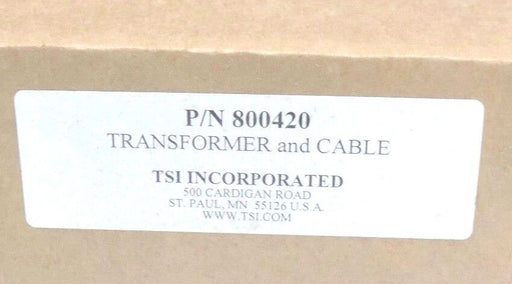 P/N 800420
TRANSFORMER and CABLE
TSI INCORPORATED
500 CARDIGAN ROAD
ST. PAUL, MN 55126 U.S.A.
WWW.TSI.COM